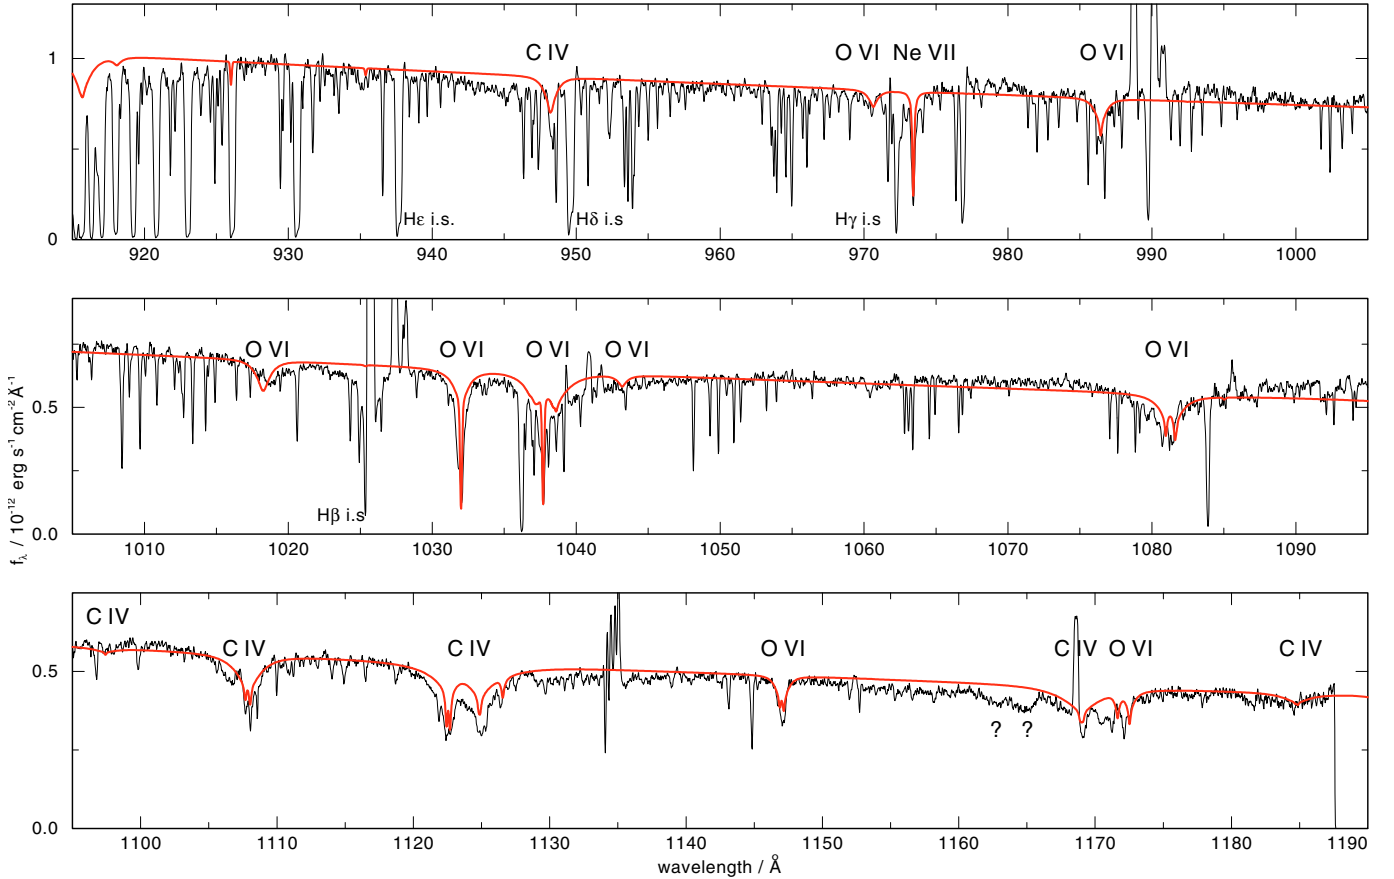 1
0
C IV
O VI
Ne VII
O VI
Hε i.s.
Hδ i.s
Hγ i.s
920
930
940
950
960
970
980
990
1000
0.5
0.0
O VI
O VI
O VI
O VI
O VI
Hβ i.s
1010
1020
1030
1040
1050
1060
1070
1080
1090
fλ / 10⁻¹² erg s⁻¹ cm⁻² Å⁻¹
0.5
0.0
C IV
C IV
C IV
O VI
C IV
O VI
C IV
?
?
1100
1110
1120
1130
1140
1150
1160
1170
1180
1190
wavelength / Å